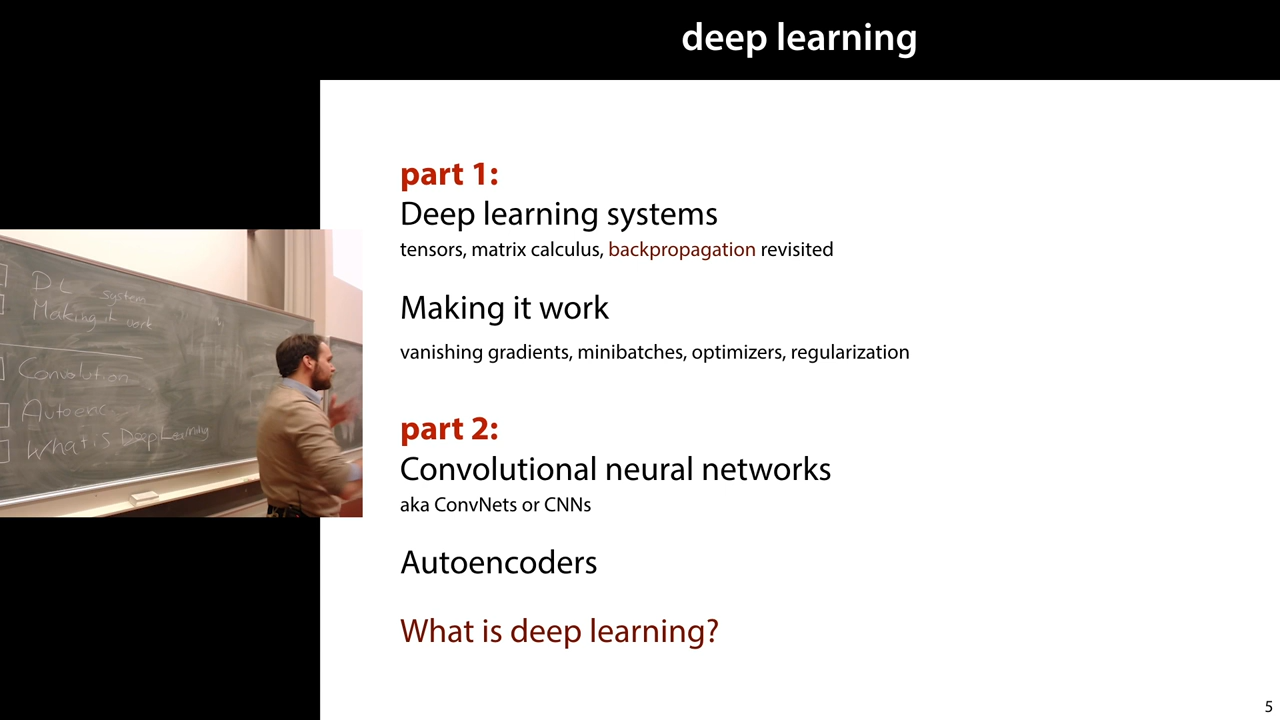 deep learning
part 1:
Deep learning systems
tensors, matrix calculus, backpropagation revisited
Making it work
vanishing gradients, minibatches, optimizers, regularization
part 2:
Convolutional neural networks
aka ConvNets or CNNs
Autoencoders
What is deep learning?
5
DL system
Making it work
Convolution
Autoenc
What is Deep Learning